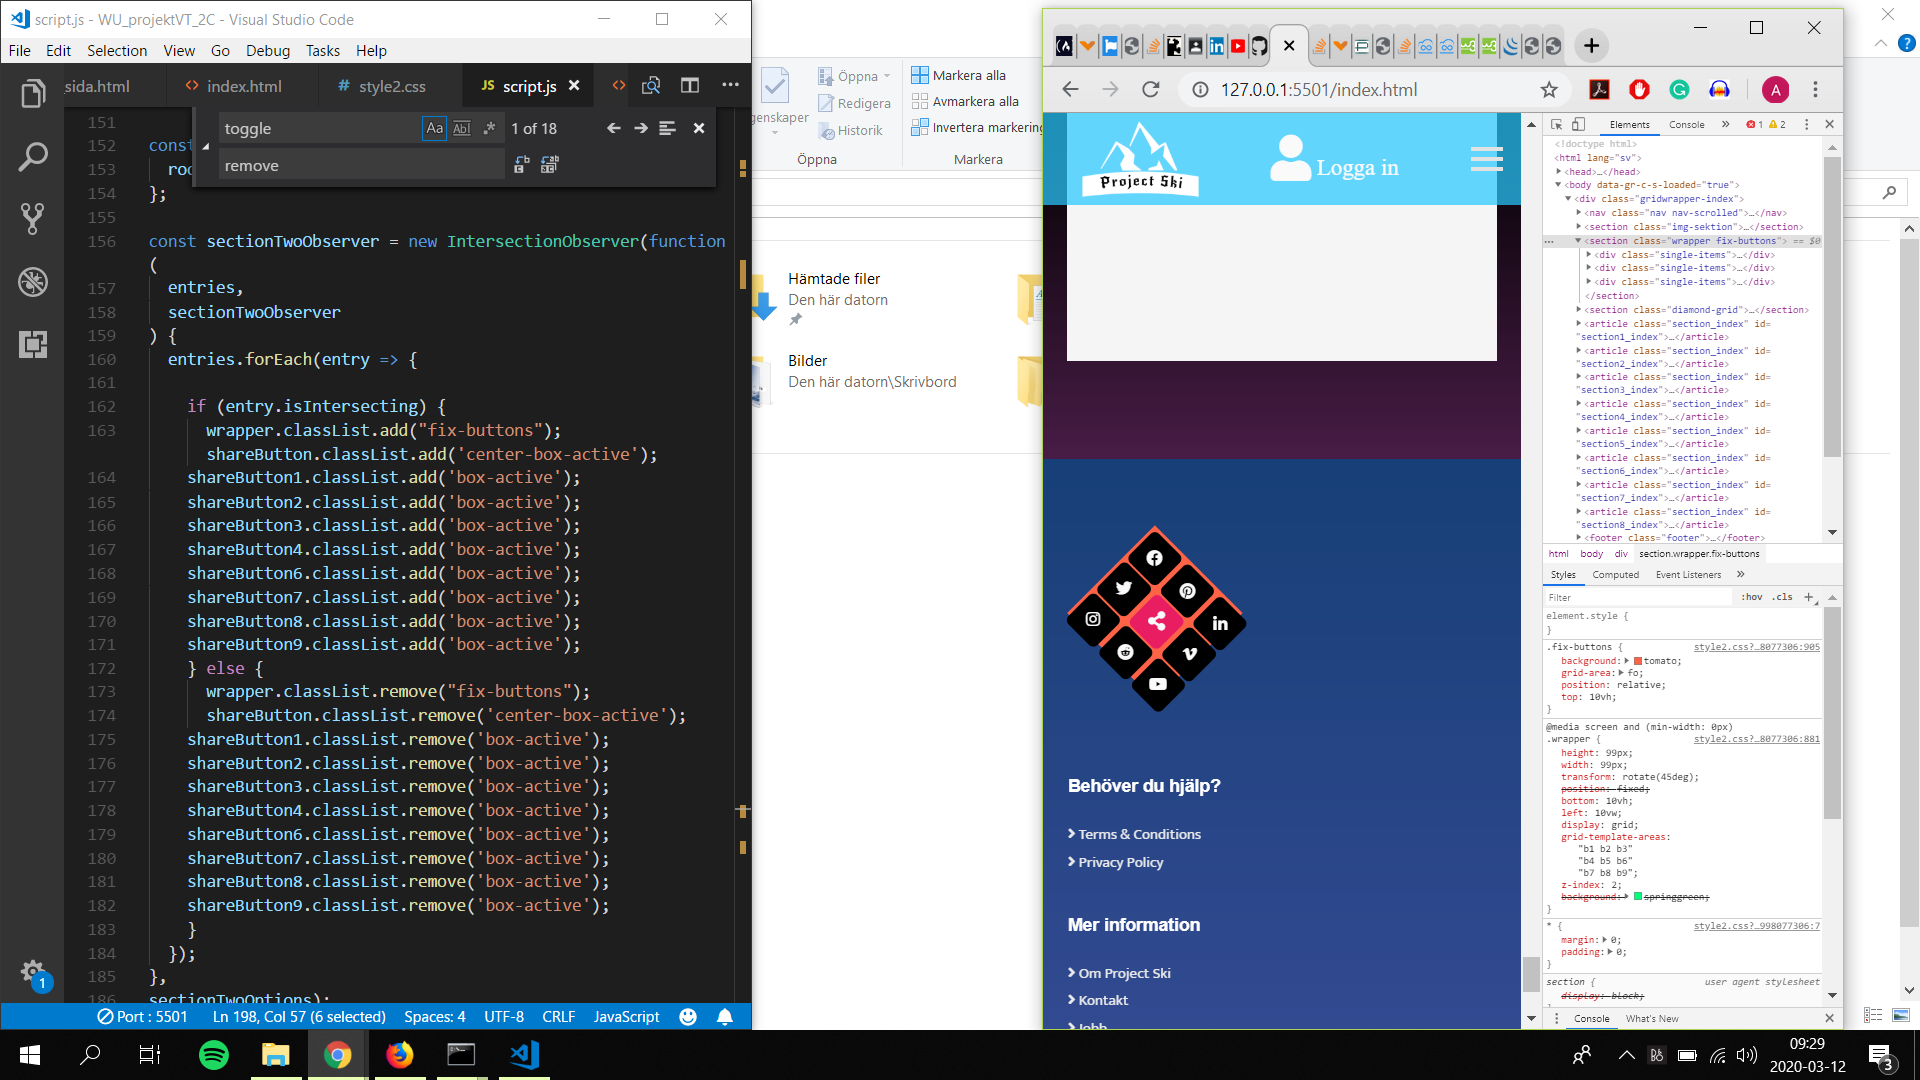 script.js - WU_projektVT_2C - Visual Studio Code
File Edit Selection View Go Debug Tasks Help
_sida.html
<> index.html
# style2.css
JS script.js
toggle
Aa
1 of 18
remove
151
152 cons
153 roo
154 };
155
156 const sectionTwoObserver = new IntersectionObserver(function
(
157 entries,
158 sectionTwoObserver
159 ) {
160 entries.forEach(entry => {
161
162 if (entry.isIntersecting) {
163 wrapper.classList.add("fix-buttons");
shareButton.classList.add('center-box-active');
164 shareButton1.classList.add('box-active');
165 shareButton2.classList.add('box-active');
166 shareButton3.classList.add('box-active');
167 shareButton4.classList.add('box-active');
168 shareButton6.classList.add('box-active');
169 shareButton7.classList.add('box-active');
170 shareButton8.classList.add('box-active');
171 shareButton9.classList.add('box-active');
172 } else {
173 wrapper.classList.remove("fix-buttons");
174 shareButton.classList.remove('center-box-active');
175 shareButton1.classList.remove('box-active');
176 shareButton2.classList.remove('box-active');
177 shareButton3.classList.remove('box-active');
178 shareButton4.classList.remove('box-active');
179 shareButton6.classList.remove('box-active');
180 shareButton7.classList.remove('box-active');
181 shareButton8.classList.remove('box-active');
182 shareButton9.classList.remove('box-active');
183 }
184 });
185 },
186 sectionTwoOptions);
1
Port : 5501 Ln 198, Col 57 (6 selected) Spaces: 4 UTF-8 CRLF JavaScript
genskaper
Öppna
Redigera
Historik
Öppna
Markera alla
Avmarkera alla
Invertera markering
Markera
Hämtade filer
Den här datorn
Bilder
Den här datorn\Skrivbord
127.0.0.1:5501/index.html
A
Project Ski
Logga in
Behöver du hjälp?
Terms & Conditions
Privacy Policy
Mer information
Om Project Ski
Kontakt
Jobb
Elements Console » 1 2
<!doctype html>
<html lang="sv">
<head>…</head>
<body data-gr-c-s-loaded="true">
<div class="gridwrapper-index">
<nav class="nav nav-scrolled">…</nav>
<section class="img-sektion">…</section>
<section class="wrapper fix-buttons"> == $0
<div class="single-items">…</div>
<div class="single-items">…</div>
<div class="single-items">…</div>
</section>
<section class="diamond-grid">…</section>
<article class="section_index" id=
"section1_index">…</article>
<article class="section_index" id=
"section2_index">…</article>
<article class="section_index" id=
"section3_index">…</article>
<article class="section_index" id=
"section4_index">…</article>
<article class="section_index" id=
"section5_index">…</article>
<article class="section_index" id=
"section6_index">…</article>
<article class="section_index" id=
"section7_index">…</article>
<article class="section_index" id=
"section8_index">…</article>
<footer class="footer">…</footer>
html body div section.wrapper.fix-buttons
Styles Computed Event Listeners »
Filter :hov .cls +
element.style {
}
.fix-buttons { style2.css?…8077306:905
background: tomato;
grid-area: fo;
position: relative;
top: 10vh;
}
@media screen and (min-width: 0px)
.wrapper { style2.css?…8077306:881
height: 99px;
width: 99px;
transform: rotate(45deg);
position: fixed;
bottom: 10vh;
left: 10vw;
display: grid;
grid-template-areas:
"b1 b2 b3"
"b4 b5 b6"
"b7 b8 b9";
z-index: 2;
background: springgreen;
}
* { style2.css?…998077306:7
margin: 0;
padding: 0;
}
section { user agent stylesheet
display: block;
Console What's New
09:29
2020-03-12
3